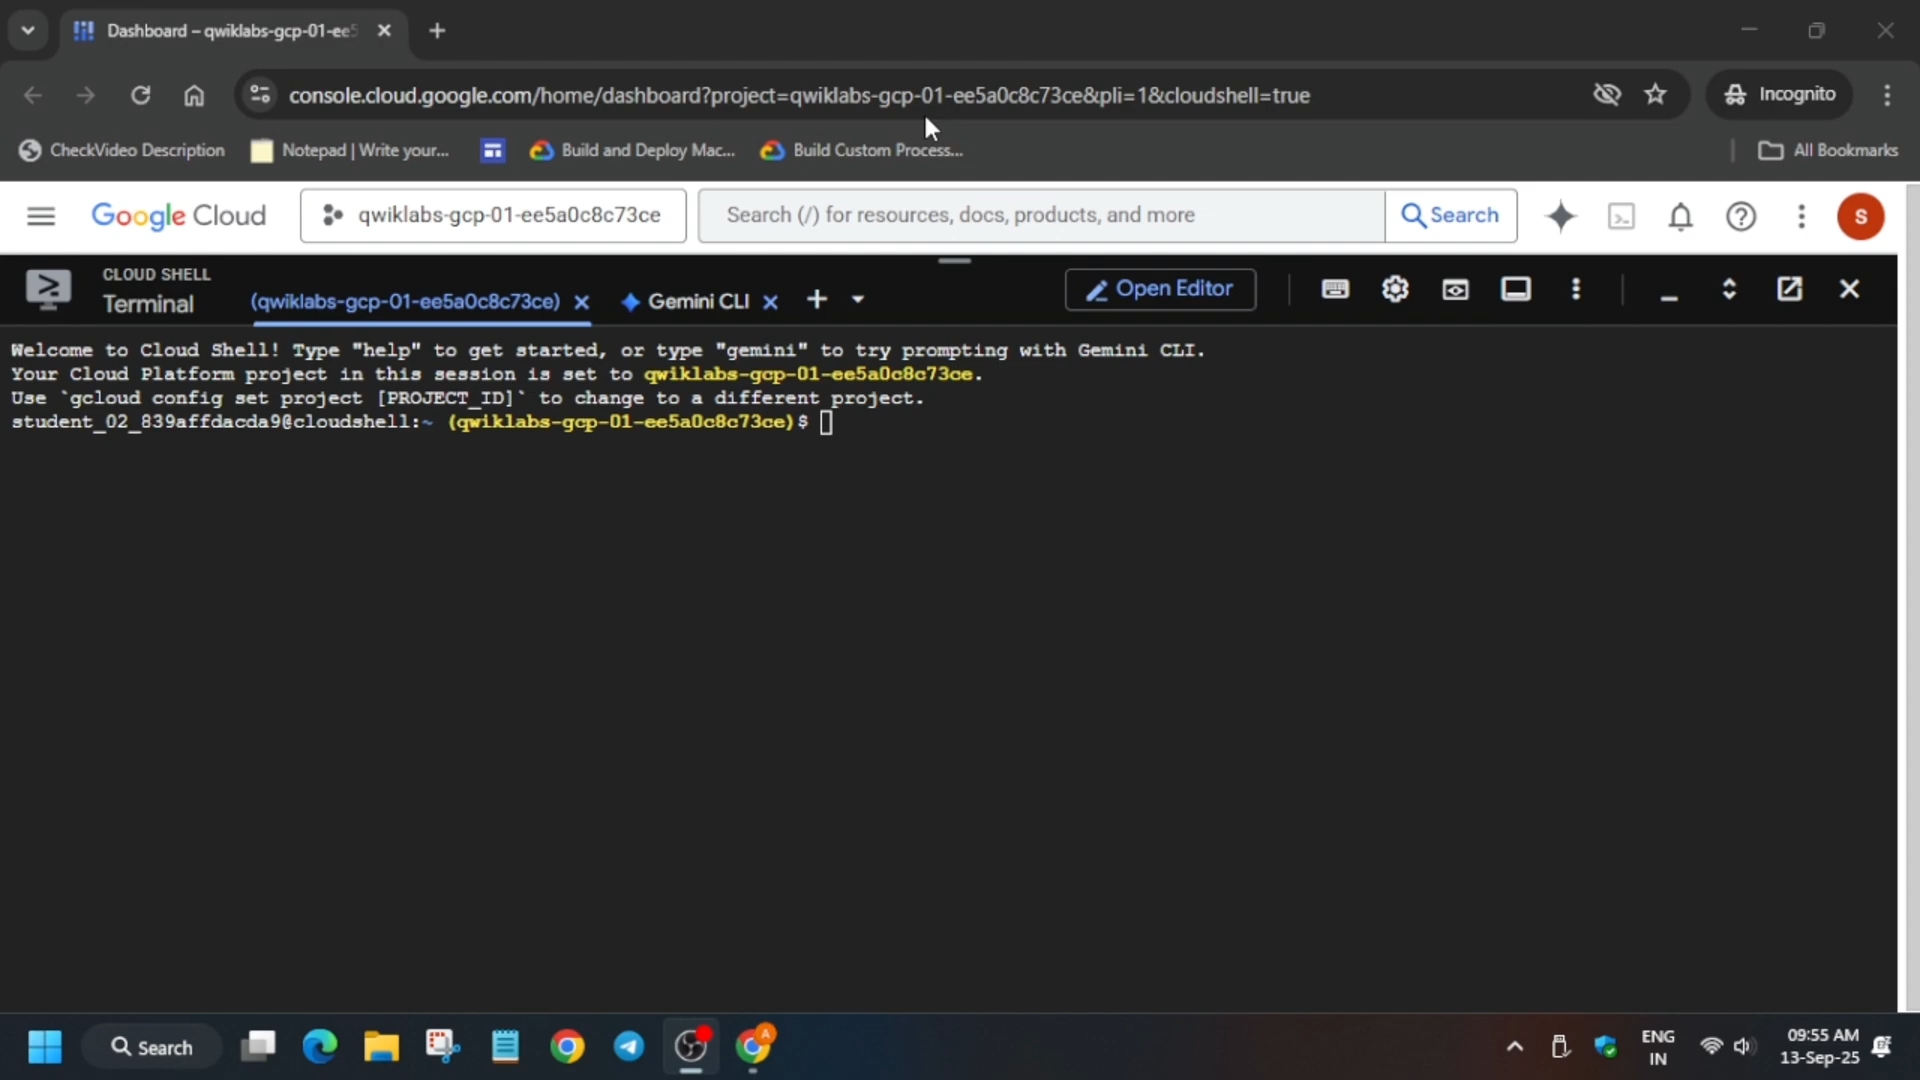 Dashboard – qwiklabs-gcp-01-ee5
console.cloud.google.com/home/dashboard?project=qwiklabs-gcp-01-ee5a0c8c73ce&pli=1&cloudshell=true
Incognito
CheckVideo Description
Notepad | Write your...
Build and Deploy Mac...
Build Custom Process...
All Bookmarks
Google Cloud
qwiklabs-gcp-01-ee5a0c8c73ce
Search (/) for resources, docs, products, and more
Search
S
CLOUD SHELL
Terminal
(qwiklabs-gcp-01-ee5a0c8c73ce)
Gemini CLI
Open Editor
Welcome to Cloud Shell! Type "help" to get started, or type "gemini" to try prompting with Gemini CLI.
Your Cloud Platform project in this session is set to qwiklabs-gcp-01-ee5a0c8c73ce.
Use `gcloud config set project [PROJECT_ID]` to change to a different project.
student_02_839affdacda9@cloudshell:~ (qwiklabs-gcp-01-ee5a0c8c73ce)$
Search
A
ENG
IN
09:55 AM
13-Sep-25